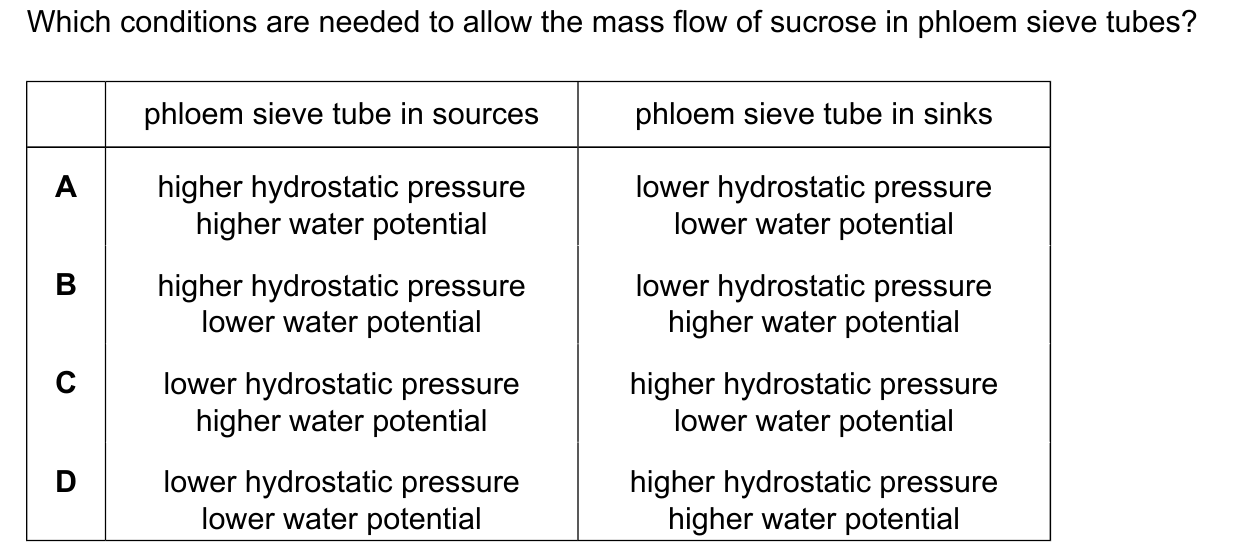 Which conditions are needed to allow the mass flow of sucrose in phloem sieve tubes?
phloem sieve tube in sources phloem sieve tube in sinks
A higher hydrostatic pressure lower hydrostatic pressure
higher water potential lower water potential
B higher hydrostatic pressure lower hydrostatic pressure
lower water potential higher water potential
C lower hydrostatic pressure higher hydrostatic pressure
higher water potential lower water potential
D lower hydrostatic pressure higher hydrostatic pressure
lower water potential higher water potential